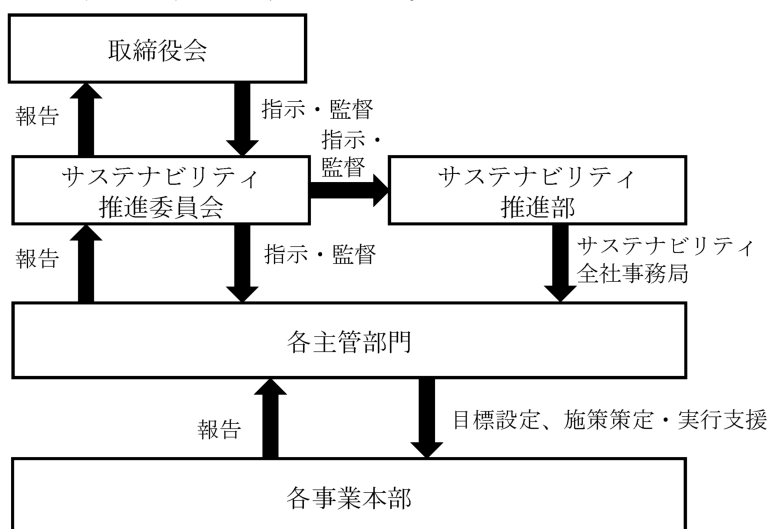 取締役会
報告
指示・監督
指示・
監督
サステナビリティ
推進委員会
サステナビリティ
推進部
報告
指示・監督
サステナビリティ
全社事務局
各主管部門
報告
目標設定、施策策定・実行支援
各事業本部